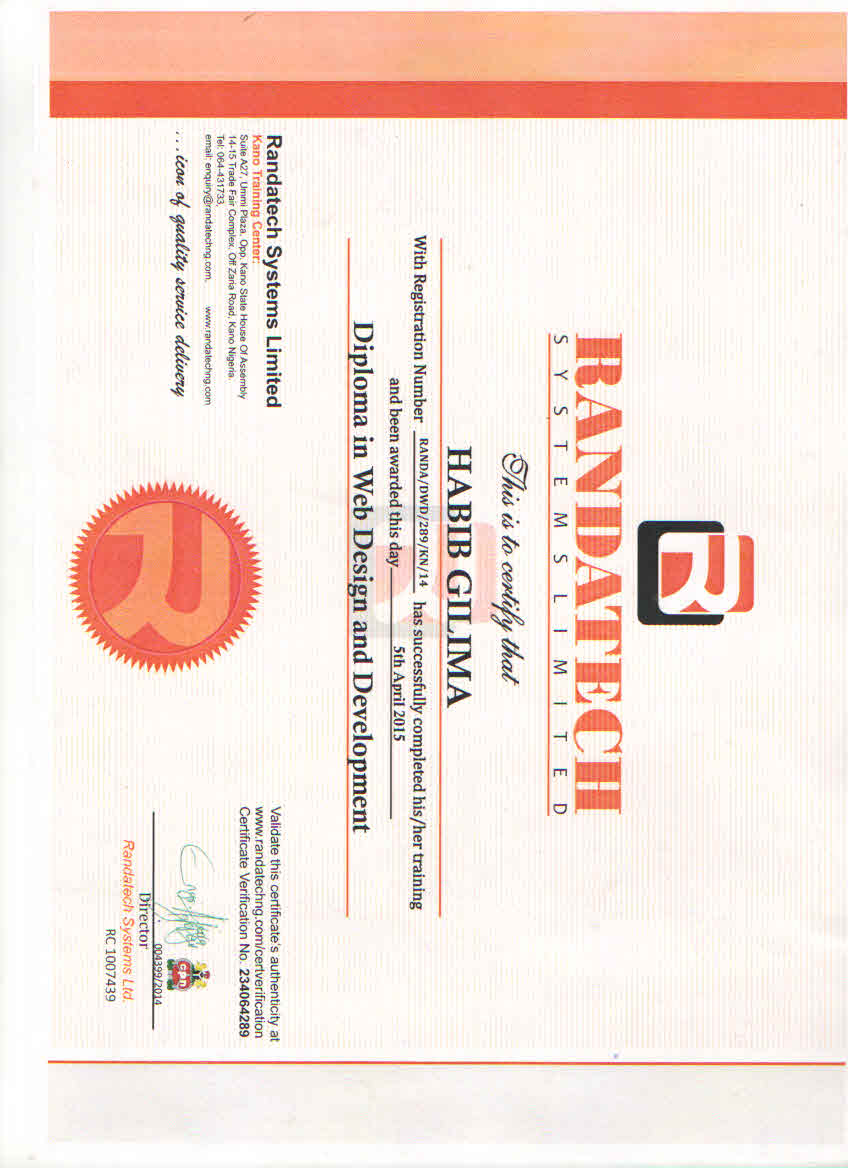 R
RANDATECH
SYSTEMS LIMITED
This is to certify that
HABIB GILIMA
With Registration Number RANDA/DWD/289/KN/14 has successfully completed his/her training
and been awarded this day 5th April 2015
Diploma in Web Design and Development
Randatech Systems Limited
Kano Training Center:
Suite A27, Ummi Plaza, Opp. Kano State House Of Assembly
14-15 Trade Fair Complex, Off Zaria Road, Kano Nigeria.
Tel: 064-431733,
email: enquiry@randatechng.com, www.randatechng.com
...icon of quality service delivery
R
Validate this certificate's authenticity at
www.randatechng.com/certverification
Certificate Verification No. 234064289
Engr.
cpn
004399/2014
Director
Randatech Systems Ltd.
RC 1007439